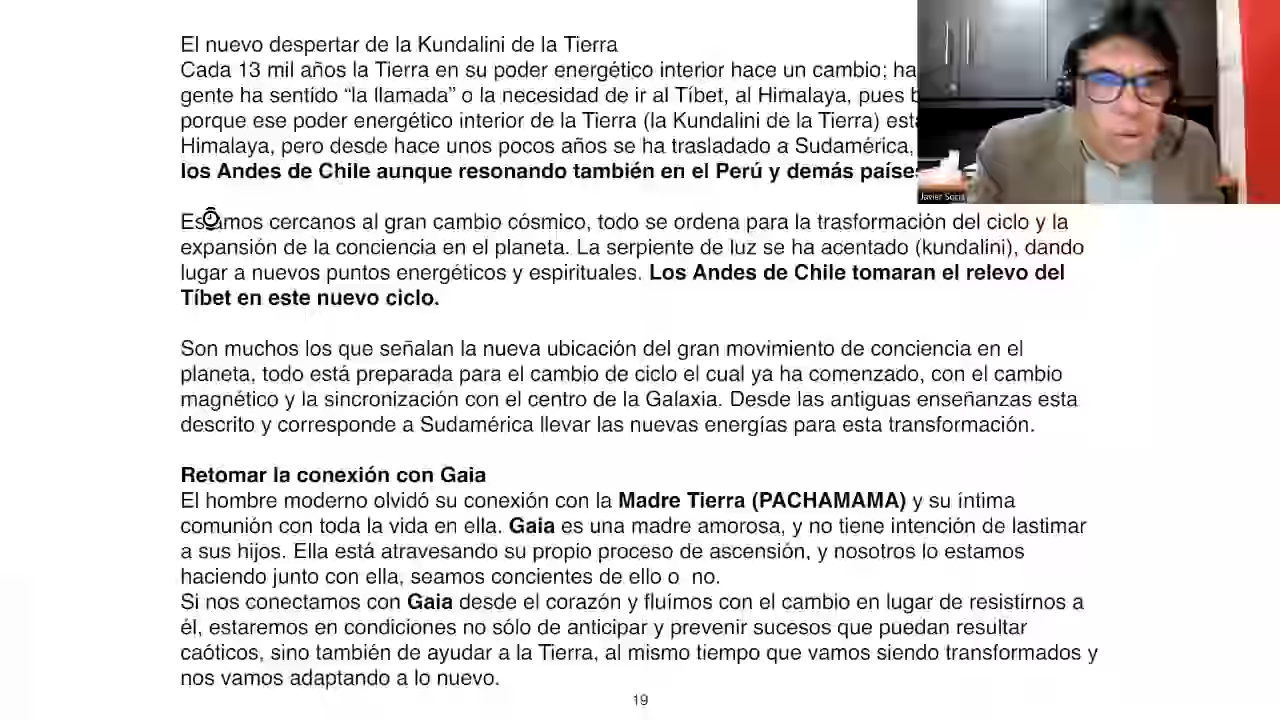 El nuevo despertar de la Kundalini de la Tierra
Cada 13 mil años la Tierra en su poder energético interior hace un cambio; ha
gente ha sentido “la llamada” o la necesidad de ir al Tíbet, al Himalaya, pues
porque ese poder energético interior de la Tierra (la Kundalini de la Tierra)
Himalaya, pero desde hace unos pocos años se ha trasladado a Sudamérica,
los Andes de Chile aunque resonando también en el Perú y demás países
Estamos cercanos al gran cambio cósmico, todo se ordena para la trasformación del ciclo y la
expansión de la conciencia en el planeta. La serpiente de luz se ha acentado (kundalini), dando
lugar a nuevos puntos energéticos y espirituales. Los Andes de Chile tomaran el relevo del
Tíbet en este nuevo ciclo.
Son muchos los que señalan la nueva ubicación del gran movimiento de conciencia en el
planeta, todo está preparada para el cambio de ciclo el cual ya ha comenzado, con el cambio
magnético y la sincronización con el centro de la Galaxia. Desde las antiguas enseñanzas esta
descrito y corresponde a Sudamérica llevar las nuevas energías para esta transformación.
Retomar la conexión con Gaia
El hombre moderno olvidó su conexión con la Madre Tierra (PACHAMAMA) y su íntima
comunión con toda la vida en ella. Gaia es una madre amorosa, y no tiene intención de lastimar
a sus hijos. Ella está atravesando su propio proceso de ascensión, y nosotros lo estamos
haciendo junto con ella, seamos concientes de ello o  no.
Si nos conectamos con Gaia desde el corazón y fluímos con el cambio en lugar de resistirnos a
él, estaremos en condiciones no sólo de anticipar y prevenir sucesos que puedan resultar
caóticos, sino también de ayudar a la Tierra, al mismo tiempo que vamos siendo transformados y
nos vamos adaptando a lo nuevo.
19
Javier Soria